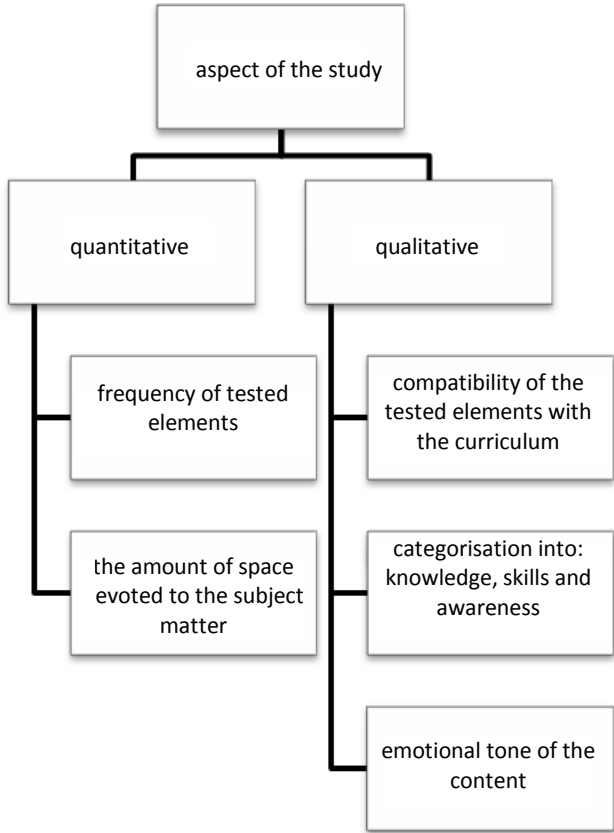 aspect of the study
quantitative
qualitative
frequency of tested
elements
the amount of space
evoted to the subject
matter
compatibility of the
tested elements with
the curriculum
categorisation into:
knowledge, skills and
awareness
emotional tone of the
content